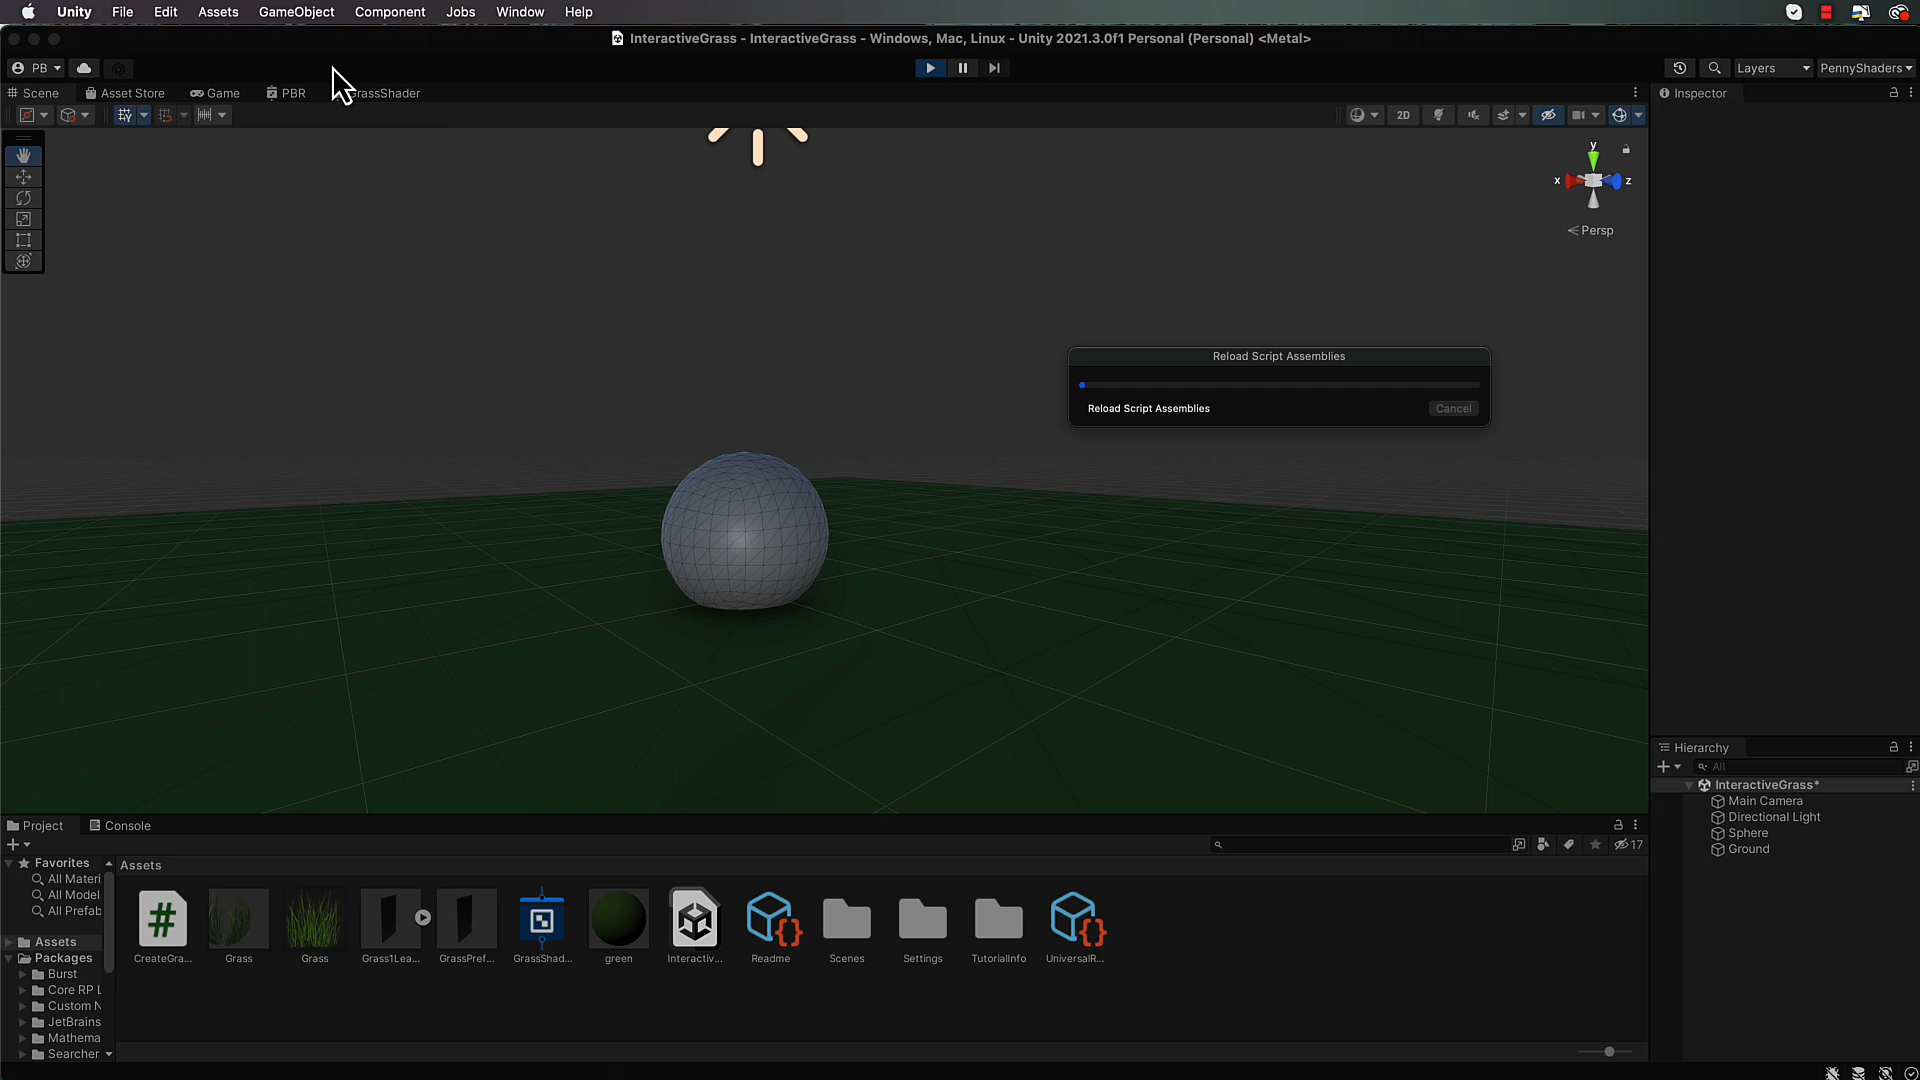 Unity File Edit Assets GameObject Component Jobs Window Help
InteractiveGrass - InteractiveGrass - Windows, Mac, Linux - Unity 2021.3.0f1 Personal (Personal) <Metal>
PB Layers PennyShaders
Scene Asset Store Game PBR GrassShader Inspector
2D
y
x z
Persp
Reload Script Assemblies
Reload Script Assemblies Cancel
Hierarchy
All
InteractiveGrass*
Main Camera
Directional Light
Sphere
Ground
Project Console
17
Favorites
All Materi
All Model
All Prefab
Assets
Packages
Burst
Core RP L
Custom N
JetBrains
Mathema
Searcher
Assets
CreateGra... Grass Grass Grass1Lea... GrassPref... GrassShad... green Interactiv... Readme Scenes Settings TutorialInfo UniversalR...